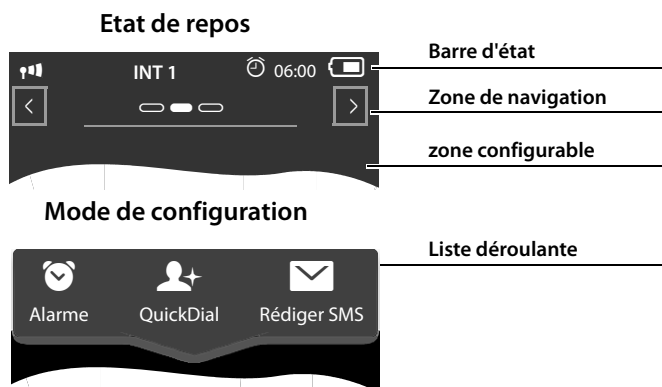 Etat de repos
INT 1 06:00
Barre d'état
Zone de navigation
zone configurable
Mode de configuration
Liste déroulante
Alarme QuickDial Rédiger SMS